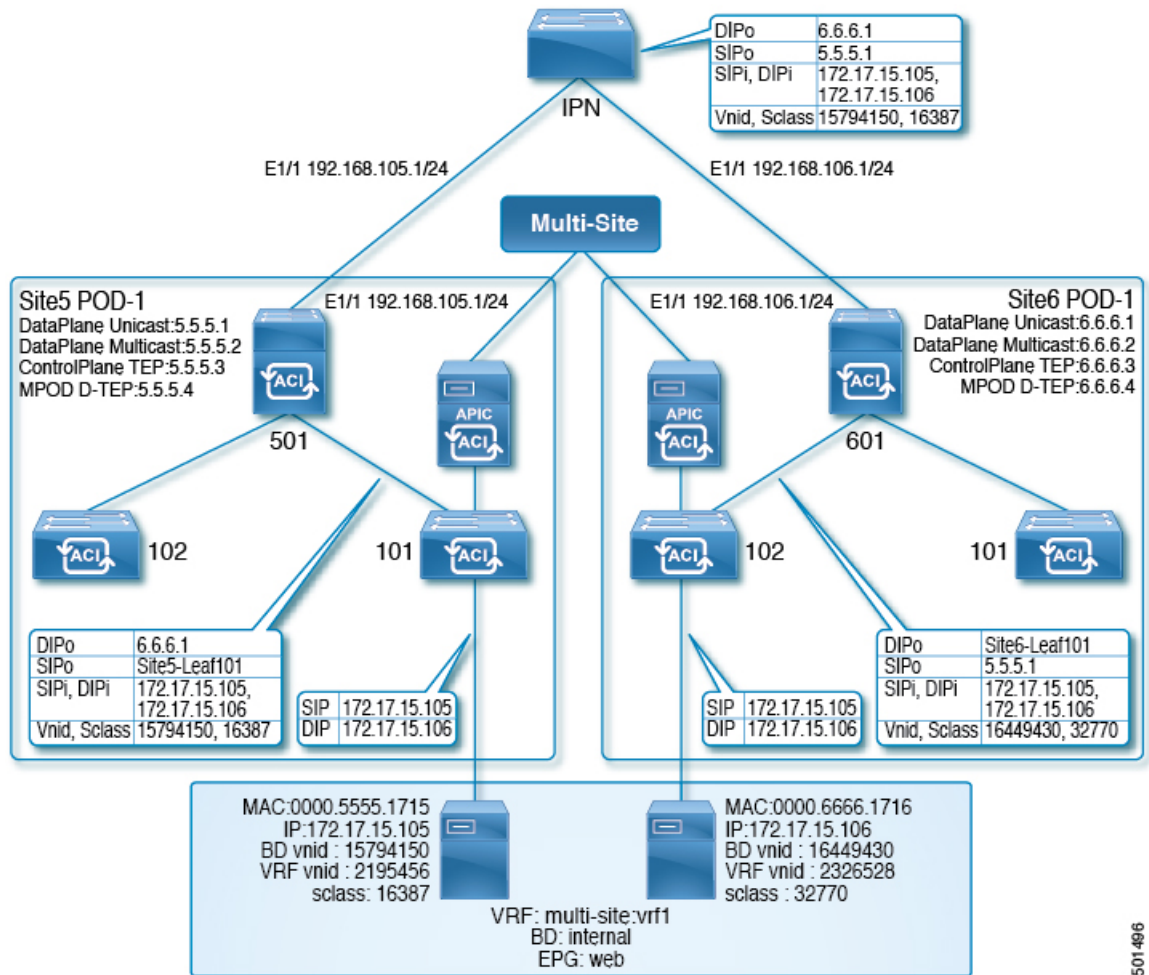 DIPo 6.6.6.1
SIPo 5.5.5.1
SIPi, DIPi 172.17.15.105,
172.17.15.106
Vnid, Sclass 15794150, 16387
IPN
E1/1 192.168.105.1/24
E1/1 192.168.106.1/24
Multi-Site
Site5 POD-1
DataPlane Unicast:5.5.5.1
DataPlane Multicast:5.5.5.2
ControlPlane TEP:5.5.5.3
MPOD D-TEP:5.5.5.4
E1/1 192.168.105.1/24
E1/1 192.168.106.1/24
Site6 POD-1
DataPlane Unicast:6.6.6.1
DataPlane Multicast:6.6.6.2
ControlPlane TEP:6.6.6.3
MPOD D-TEP:6.6.6.4
ACI
501
APIC
ACI
APIC
ACI
ACI
601
ACI
102
101
ACI
ACI
102
101
ACI
DIPo 6.6.6.1
SIPo Site5-Leaf101
SIPi, DIPi 172.17.15.105,
172.17.15.106
Vnid, Sclass 15794150, 16387
SIP 172.17.15.105
DIP 172.17.15.106
SIP 172.17.15.105
DIP 172.17.15.106
DIPo Site6-Leaf101
SIPo 5.5.5.1
SIPi, DIPi 172.17.15.105,
172.17.15.106
Vnid, Sclass 16449430, 32770
MAC:0000.5555.1715
IP:172.17.15.105
BD vnid : 15794150
VRF vnid : 2195456
sclass: 16387
MAC:0000.6666.1716
IP:172.17.15.106
BD vnid : 16449430
VRF vnid : 2326528
sclass : 32770
VRF: multi-site:vrf1
BD: internal
EPG: web
501496